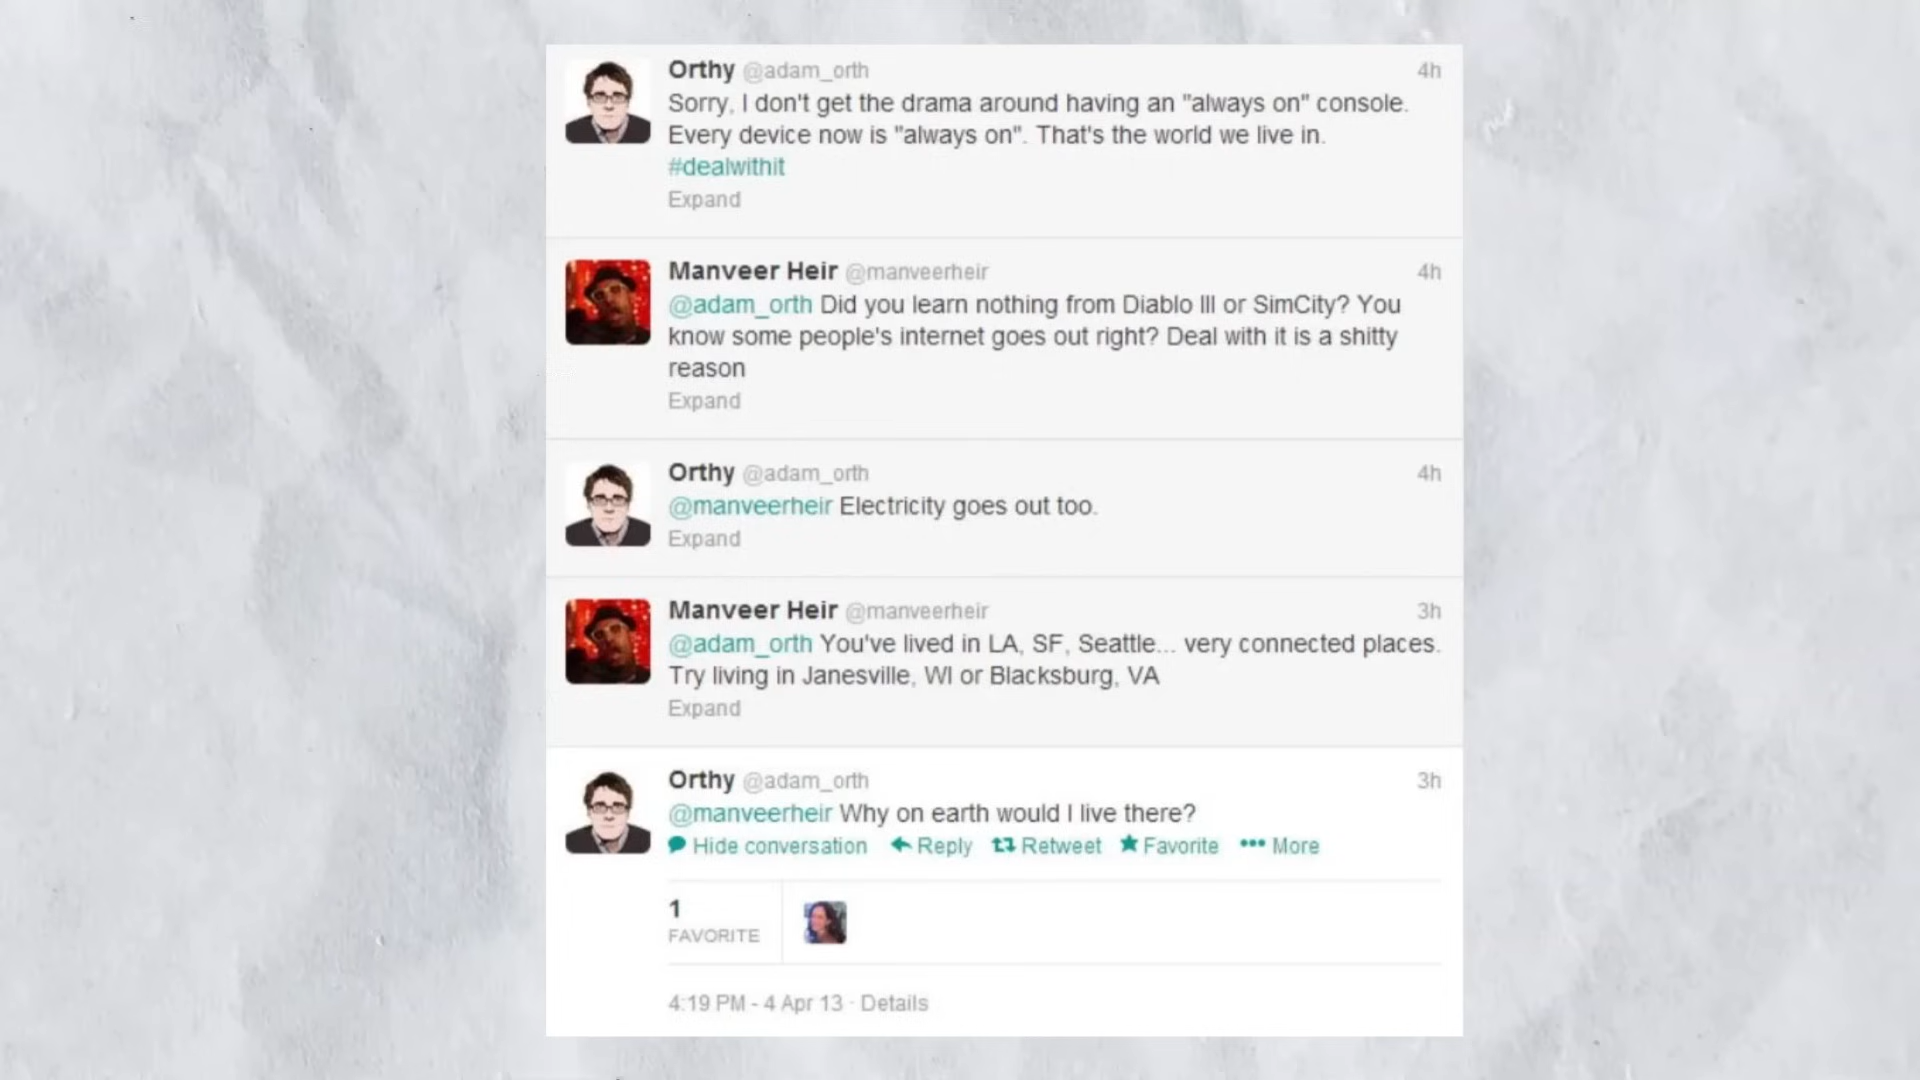 Orthy @adam_orth 4h
Sorry, I don't get the drama around having an "always on" console.
Every device now is "always on". That's the world we live in.
#dealwithit
Expand
Manveer Heir @manveerheir 4h
@adam_orth Did you learn nothing from Diablo III or SimCity? You
know some people's internet goes out right? Deal with it is a shitty
reason
Expand
Orthy @adam_orth 4h
@manveerheir Electricity goes out too.
Expand
Manveer Heir @manveerheir 3h
@adam_orth You've lived in LA, SF, Seattle... very connected places.
Try living in Janesville, WI or Blacksburg, VA
Expand
Orthy @adam_orth 3h
@manveerheir Why on earth would I live there?
Hide conversation Reply Retweet Favorite ••• More
1
FAVORITE
4:19 PM - 4 Apr 13 · Details